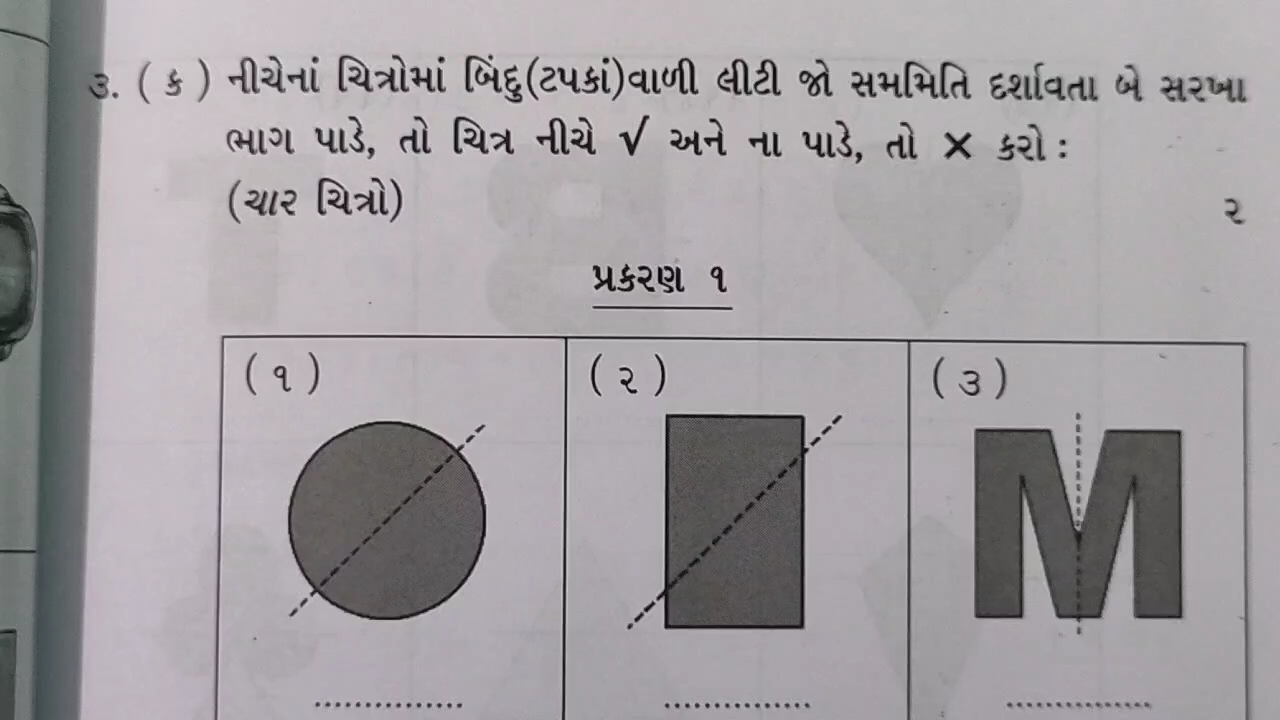 ૩. ( ક ) નીચેનાં ચિત્રોમાં બિંદુ(ટપકાં)વાળી લીટી જો સમમિતિ દર્શાવતા બે સરખા
ભાગ પાડે, તો ચિત્ર નીચે √ અને ના પાડે, તો × કરો :
(ચાર ચિત્રો) ૨
પ્રકરણ ૧
( ૧ ) ( ૨ ) ( ૩ )
M